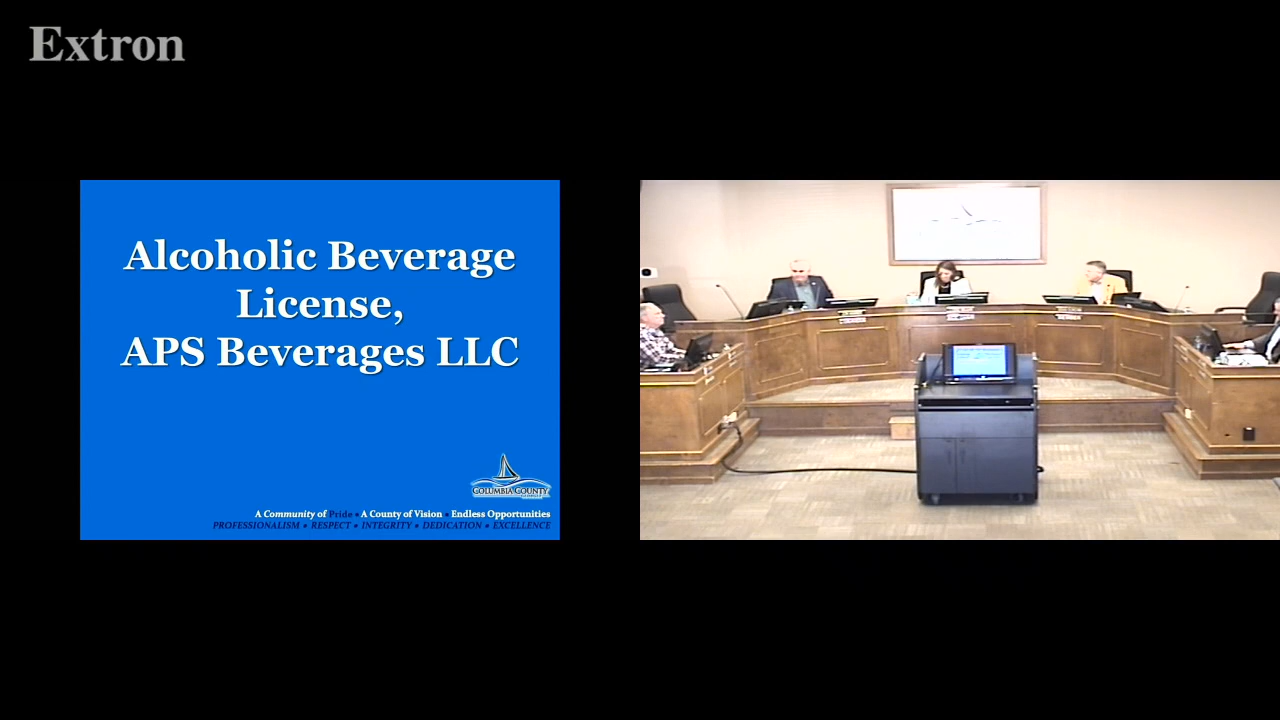 Extron
Alcoholic Beverage
License,
APS Beverages LLC
COLUMBIA COUNTY
A Community of Pride • A County of Vision • Endless Opportunities
PROFESSIONALISM • RESPECT • INTEGRITY • DEDICATION • EXCELLENCE